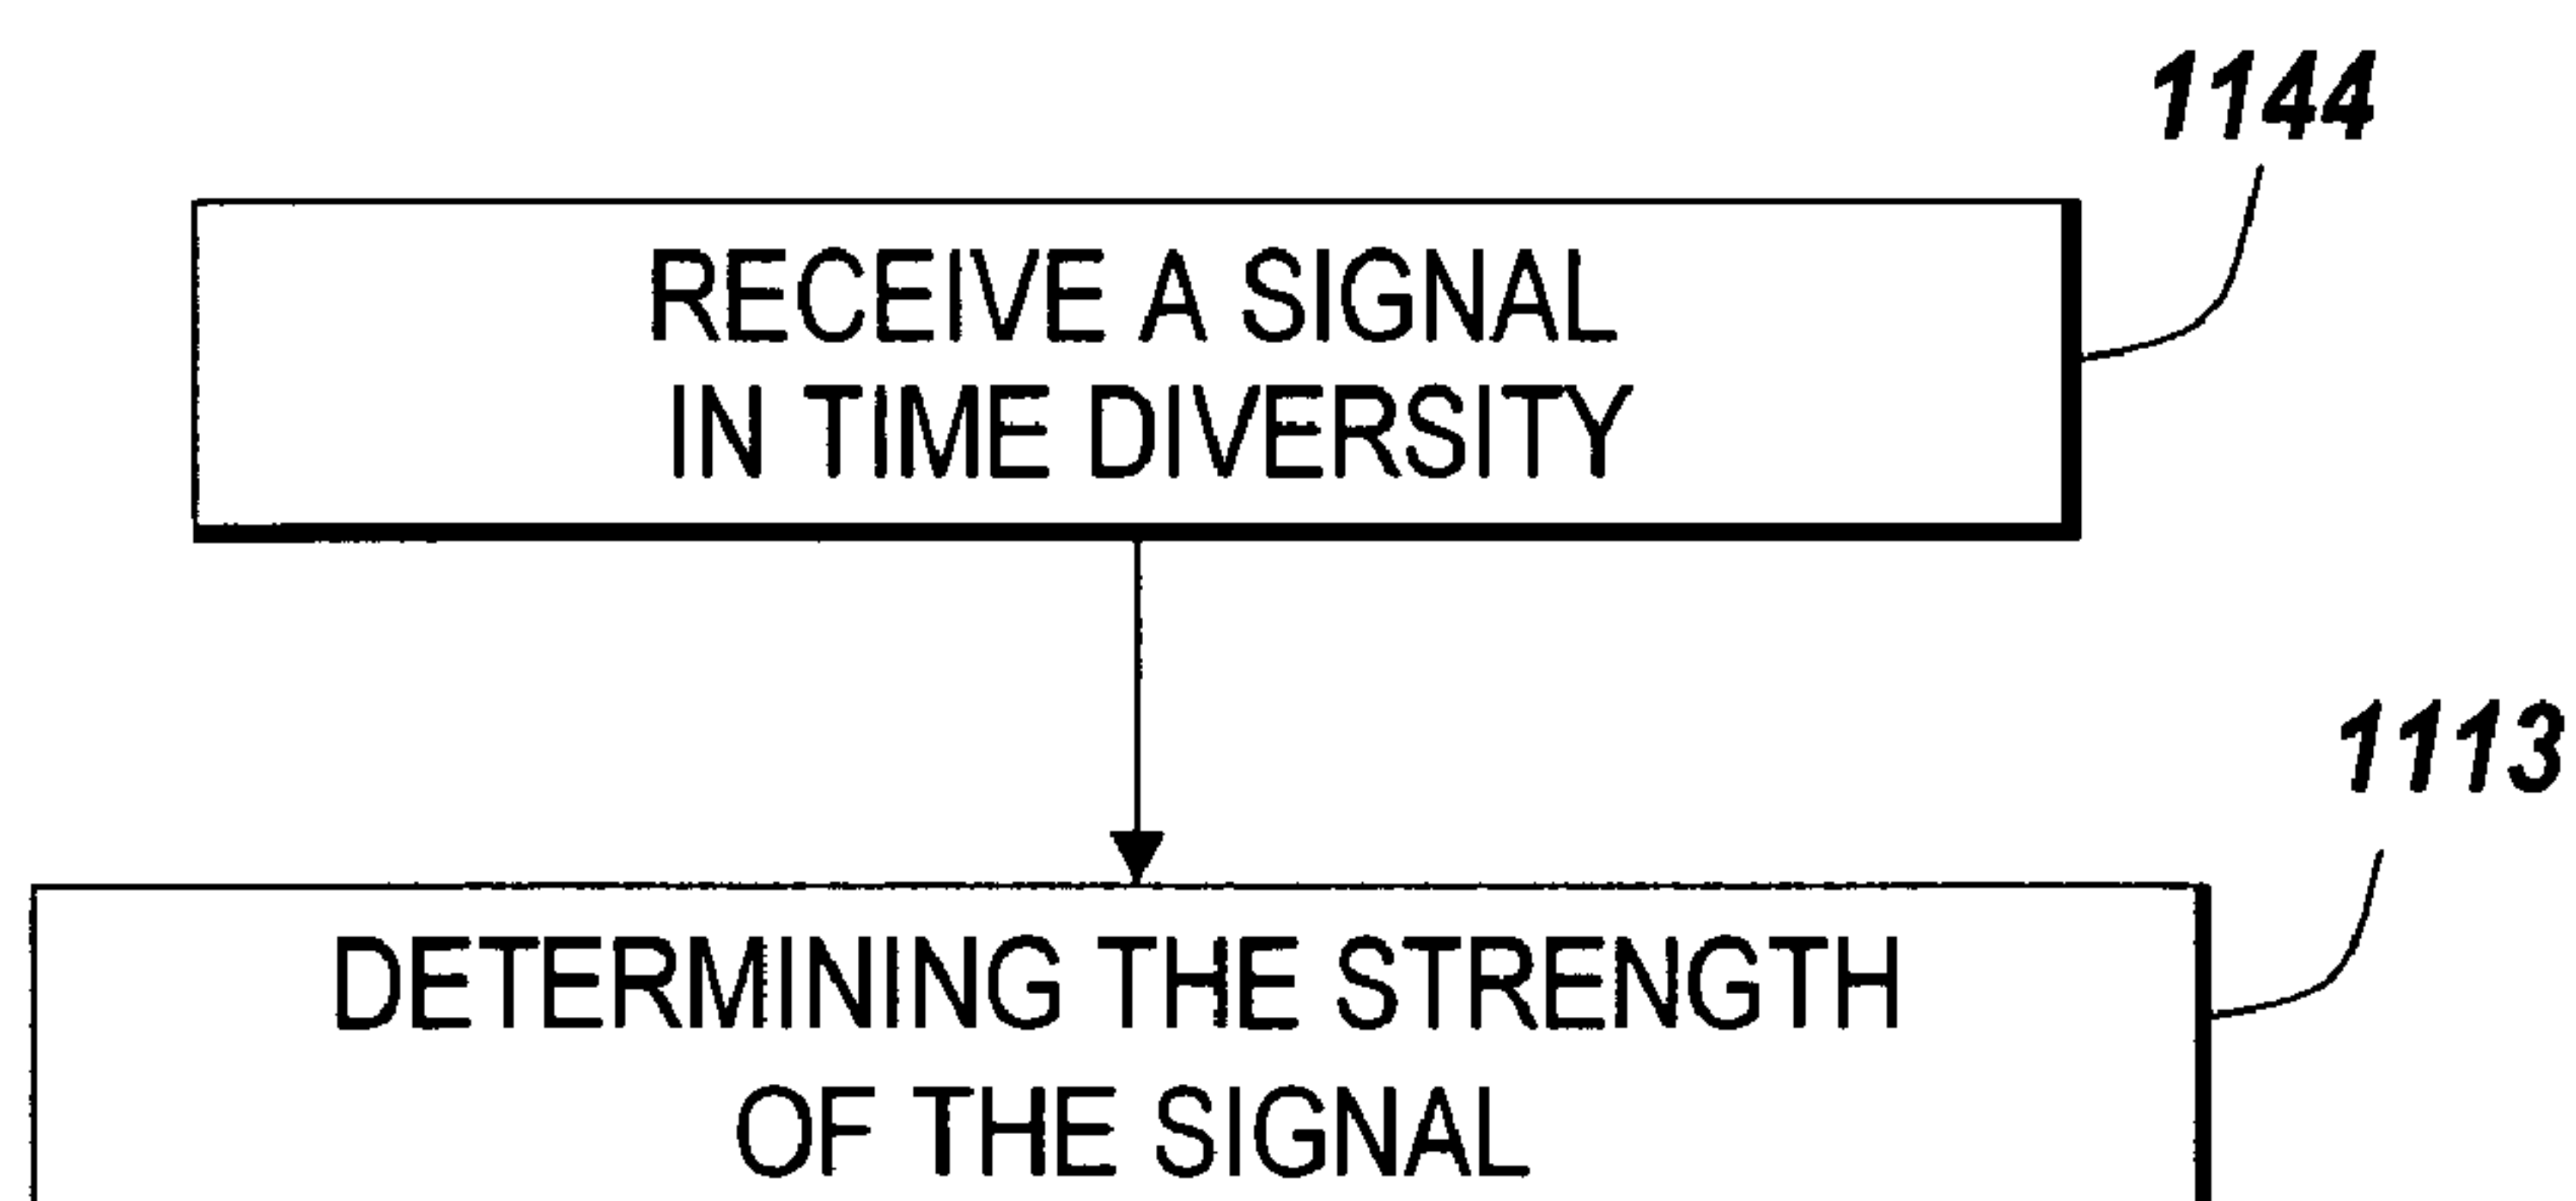 1144
RECEIVE A SIGNAL
IN TIME DIVERSITY
1113
DETERMINING THE STRENGTH
OF THE SIGNAL